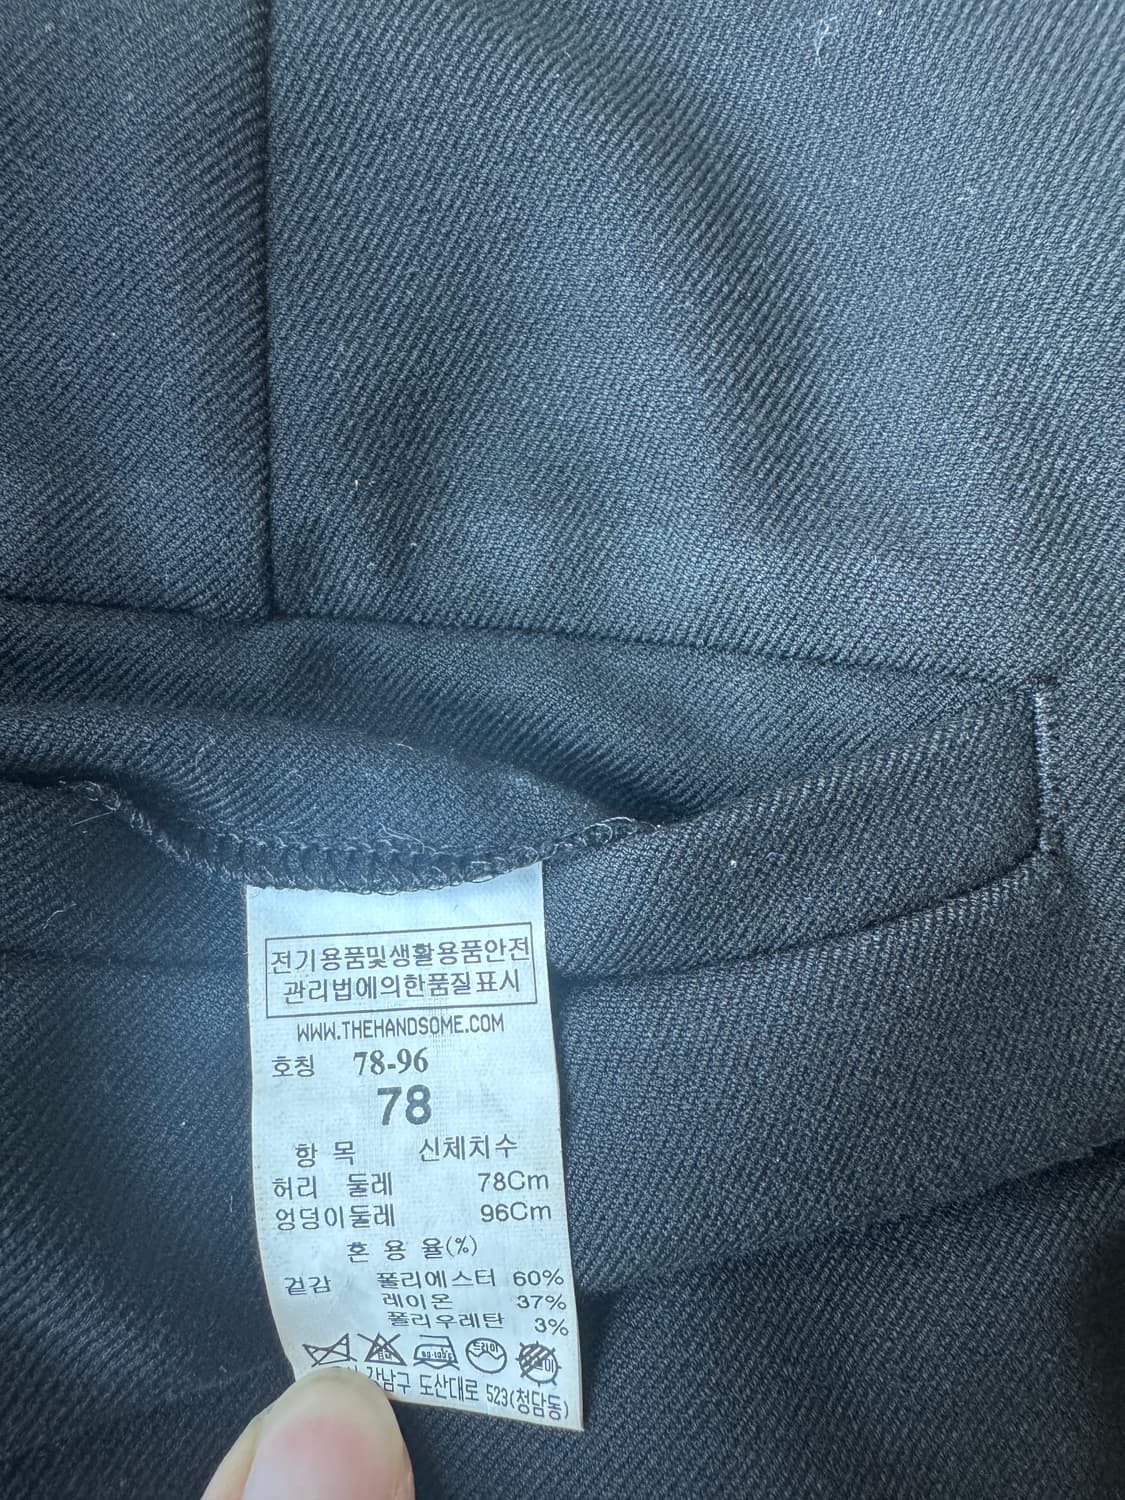 전기용품및생활용품안전
관리법에의한품질표시
WWW.THEHANDSOME.COM
호칭 78-96
78
항 목 신체치수
허리 둘레 78Cm
엉덩이둘레 96Cm
혼 용 율(%)
겉감 폴리에스터 60%
레이온 37%
폴리우레탄 3%
드라이
강남구 도산대로 523(청담동)